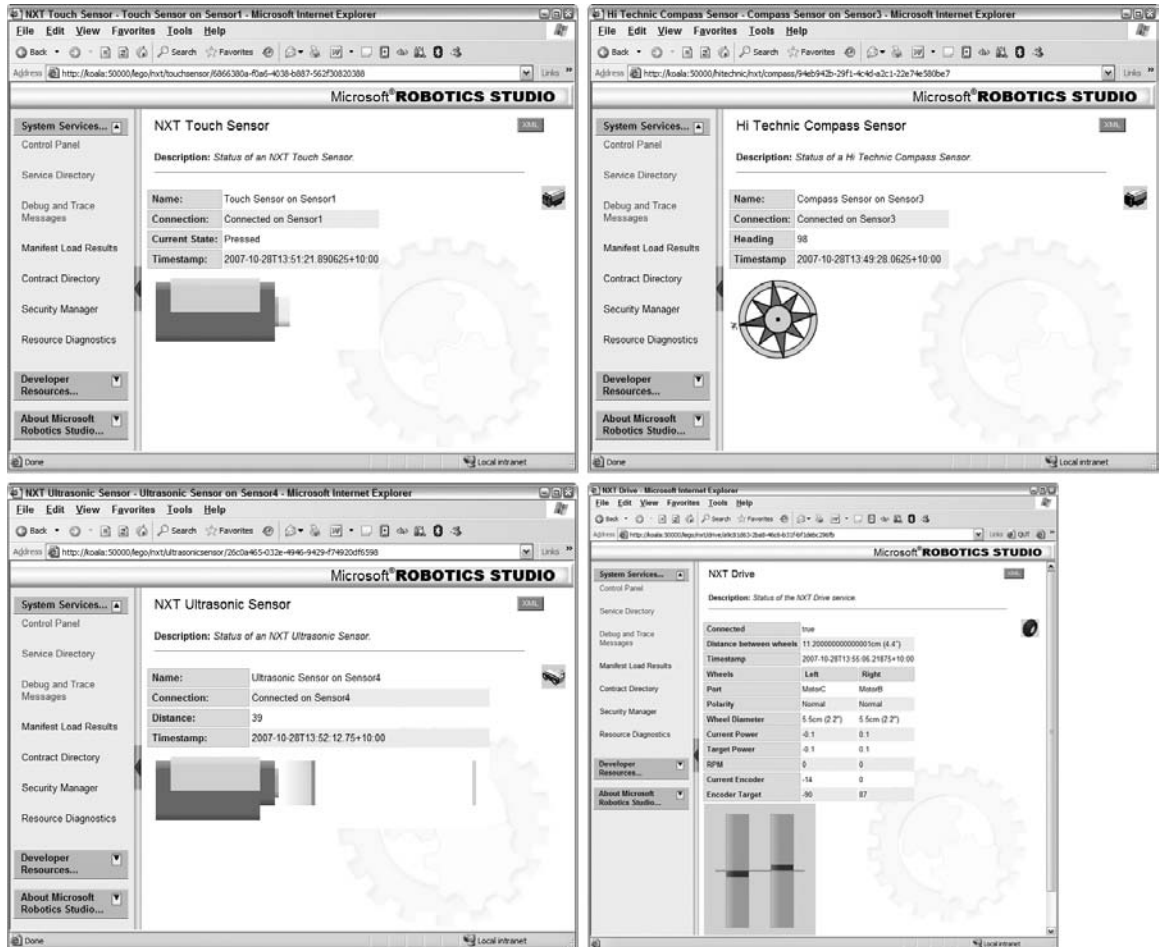 NXT Touch Sensor - Touch Sensor on Sensor1 - Microsoft Internet Explorer
File Edit View Favorites Tools Help
Back Search Favorites
Address http://koala:50000/lego/nxt/touchsensor/6866380a-f0a6-4038-b887-562f30820388 Links
Microsoft® ROBOTICS STUDIO
System Services...
Control Panel
Service Directory
Debug and Trace
Messages
Manifest Load Results
Contract Directory
Security Manager
Resource Diagnostics
Developer
Resources...
About Microsoft
Robotics Studio...
NXT Touch Sensor XML
Description: Status of an NXT Touch Sensor.
Name: Touch Sensor on Sensor1
Connection: Connected on Sensor1
Current State: Pressed
Timestamp: 2007-10-28T13:51:21.890625+10:00
Done Local intranet
Hi Technic Compass Sensor - Compass Sensor on Sensor3 - Microsoft Internet Explorer
File Edit View Favorites Tools Help
Back Search Favorites
Address http://koala:50000/hitechnic/nxt/compass/94eb942b-29f1-4c4d-a2c1-22e74e580be7 Links
Microsoft® ROBOTICS STUDIO
System Services...
Control Panel
Service Directory
Debug and Trace
Messages
Manifest Load Results
Contract Directory
Security Manager
Resource Diagnostics
Developer
Resources...
About Microsoft
Robotics Studio...
Hi Technic Compass Sensor XML
Description: Status of a Hi Technic Compass Sensor.
Name: Compass Sensor on Sensor3
Connection: Connected on Sensor3
Heading 98
Timestamp 2007-10-28T13:49:28.0625+10:00
Done Local intranet
NXT Ultrasonic Sensor - Ultrasonic Sensor on Sensor4 - Microsoft Internet Explorer
File Edit View Favorites Tools Help
Back Search Favorites
Address http://koala:50000/lego/nxt/ultrasonicsensor/26c0a465-032e-4946-9429-f74920df6598 Links
Microsoft® ROBOTICS STUDIO
System Services...
Control Panel
Service Directory
Debug and Trace
Messages
Manifest Load Results
Contract Directory
Security Manager
Resource Diagnostics
Developer
Resources...
About Microsoft
Robotics Studio...
NXT Ultrasonic Sensor XML
Description: Status of an NXT Ultrasonic Sensor.
Name: Ultrasonic Sensor on Sensor4
Connection: Connected on Sensor4
Distance: 39
Timestamp: 2007-10-28T13:52:12.75+10:00
Done Local intranet
NXT Drive - Microsoft Internet Explorer
File Edit View Favorites Tools Help
Back Search Favorites
Address Links QUT
Microsoft® ROBOTICS STUDIO
System Services...
Control Panel
Service Directory
Debug and Trace
Messages
Manifest Load Results
Contract Directory
Security Manager
Resource Diagnostics
Developer
Resources...
About Microsoft
Robotics Studio...
NXT Drive XML
Description: Status of the NXT Drive service.
Connected true
Distance between wheels 11.200000000000001cm (4.4")
Timestamp 2007-10-28T13:55:06.21875+10:00
Wheels Left Right
Port MotorC MotorB
Polarity Normal Normal
Wheel Diameter 5.5cm (2.2") 5.5cm (2.2")
Current Power -0.1 0.1
Target Power -0.1 0.1
RPM 0 0
Current Encoder -14 0
Encoder Target -90 87
Local intranet